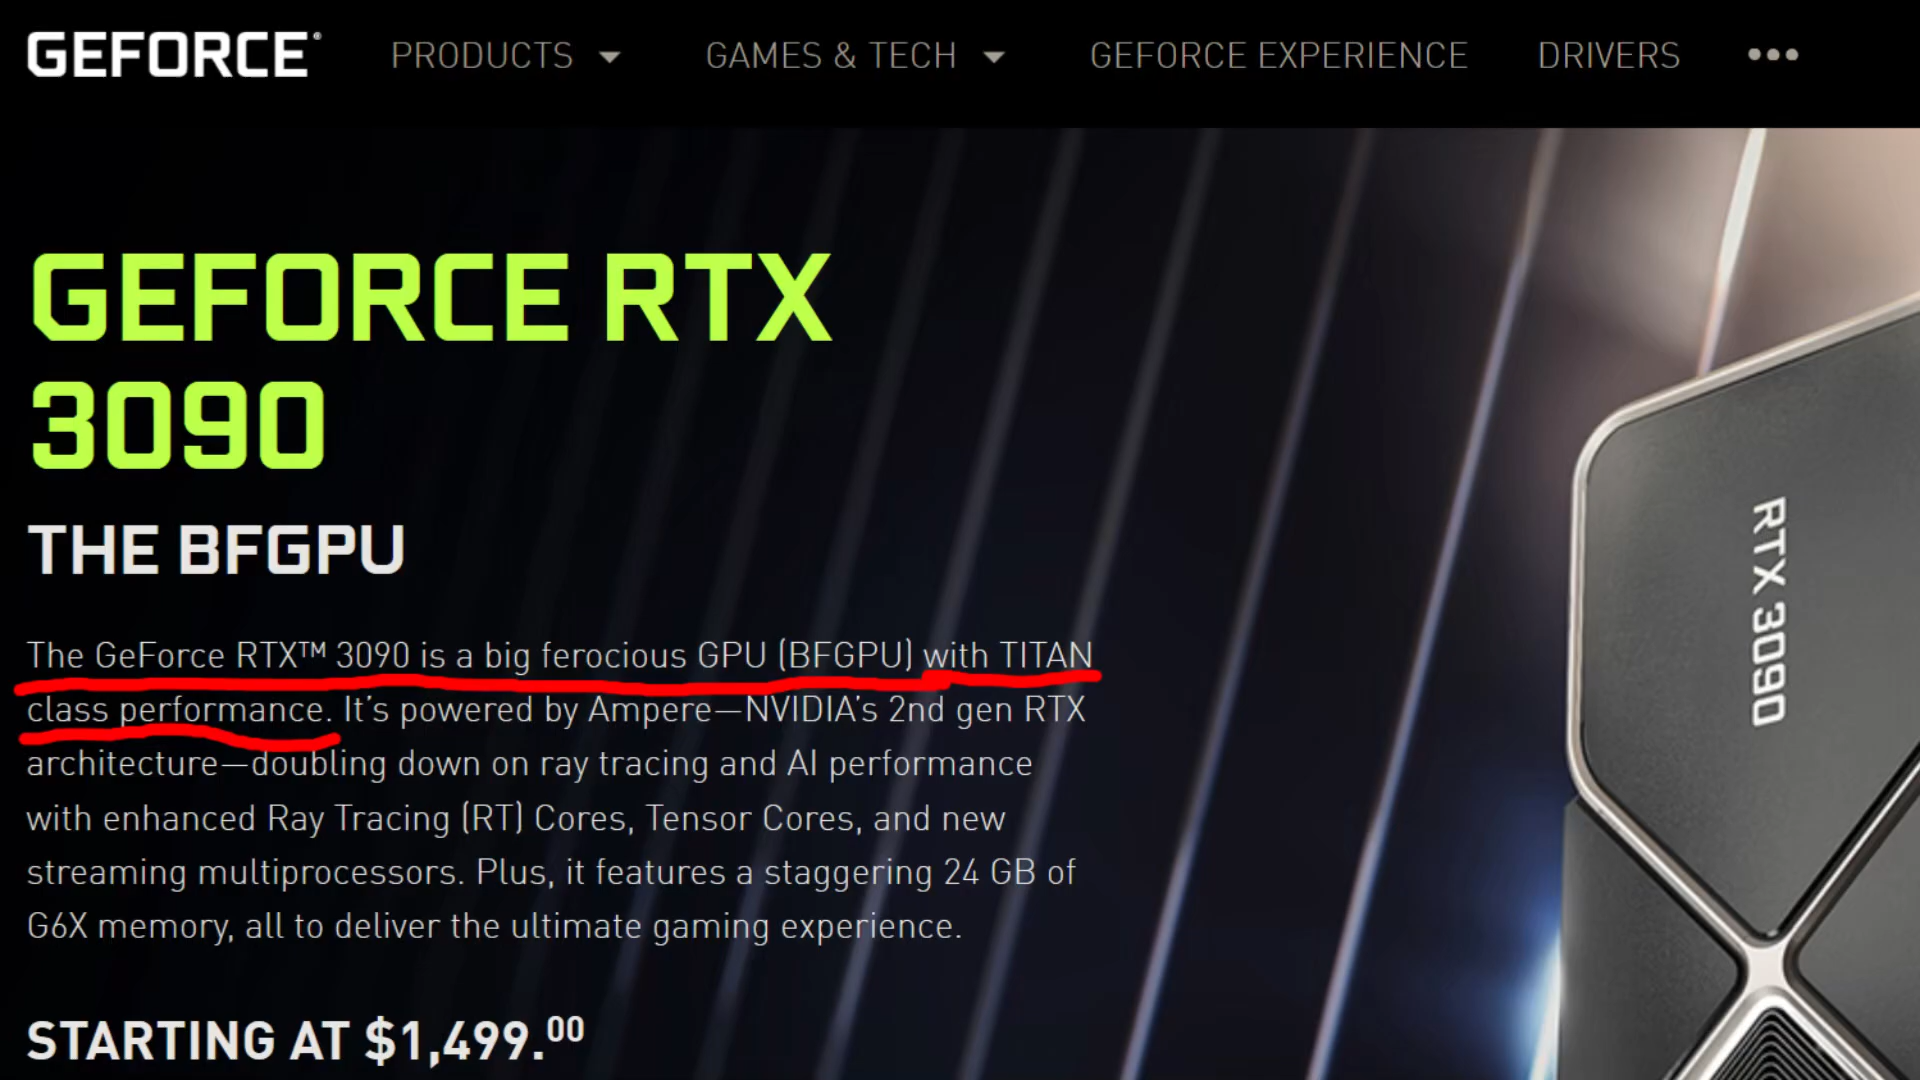 GEFORCE® PRODUCTS GAMES & TECH GEFORCE EXPERIENCE DRIVERS •••
GEFORCE RTX
3090
THE BFGPU
The GeForce RTX™ 3090 is a big ferocious GPU (BFGPU) with TITAN
class performance. It’s powered by Ampere—NVIDIA’s 2nd gen RTX
architecture—doubling down on ray tracing and AI performance
with enhanced Ray Tracing (RT) Cores, Tensor Cores, and new
streaming multiprocessors. Plus, it features a staggering 24 GB of
G6X memory, all to deliver the ultimate gaming experience.
STARTING AT $1,499.00
RTX 3090